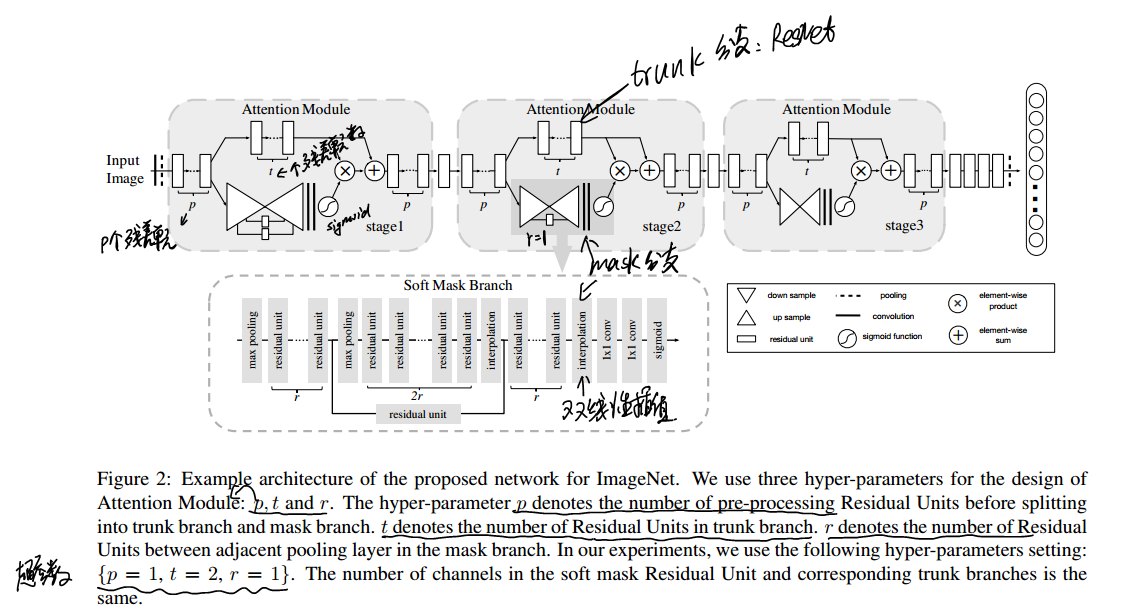 trunk 分支: ResNet
Attention Module
Attention Module
Attention Module
Input
Image
t
t
t
t个残差单元
p
p
p
p
p
p
p个残差单元
sigmoid
stage1
r=1
stage2
stage3
mask 分支
Soft Mask Branch
max pooling
residual unit
residual unit
max pooling
residual unit
residual unit
residual unit
residual unit
interpolation
residual unit
residual unit
interpolation
1x1 conv
1x1 conv
sigmoid
r
2r
r
residual unit
双线性插值
down sample
pooling
element-wise
product
up sample
convolution
residual unit
sigmoid function
element-wise
sum
Figure 2: Example architecture of the proposed network for ImageNet. We use three hyper-parameters for the design of
Attention Module: p, t and r. The hyper-parameter p denotes the number of pre-processing Residual Units before splitting
into trunk branch and mask branch. t denotes the number of Residual Units in trunk branch. r denotes the number of Residual
Units between adjacent pooling layer in the mask branch. In our experiments, we use the following hyper-parameters setting:
超参数
{p = 1, t = 2, r = 1}. The number of channels in the soft mask Residual Unit and corresponding trunk branches is the
same.